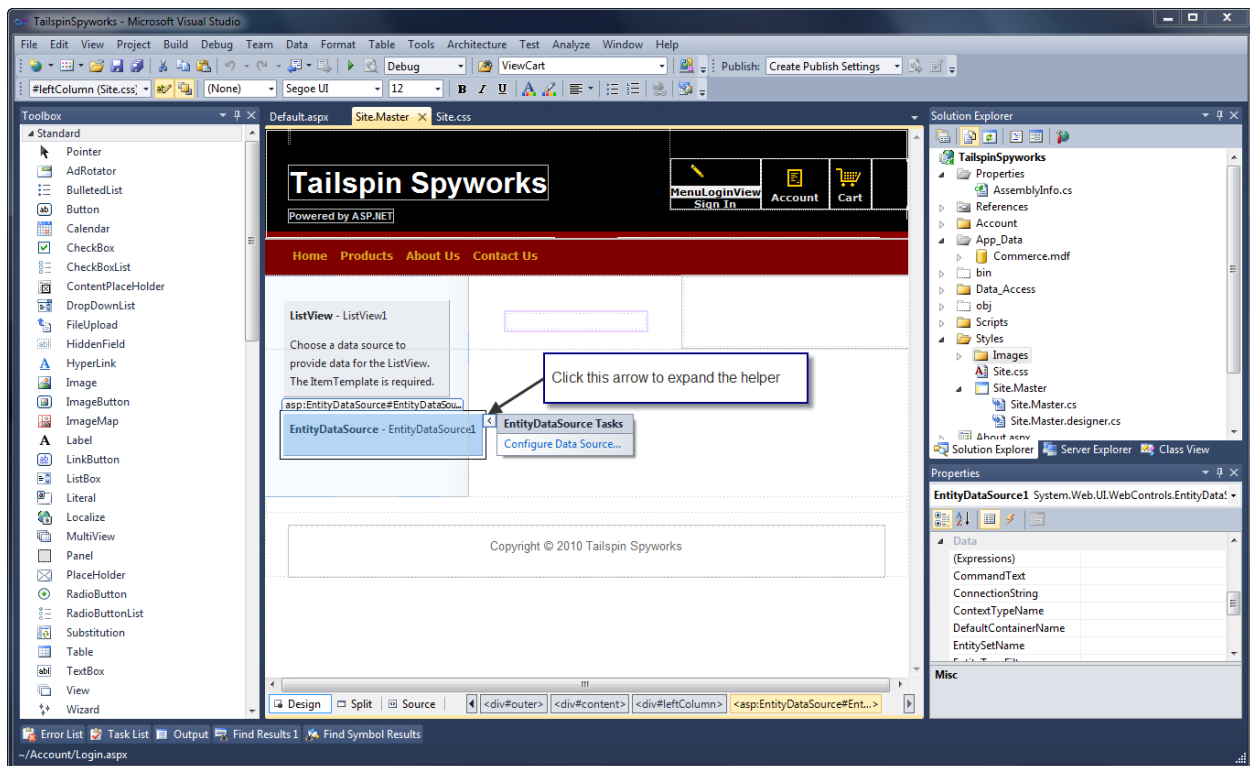 TailspinSpyworks - Microsoft Visual Studio
File Edit View Project Build Debug Team Data Format Table Tools Architecture Test Analyze Window Help
Debug ViewCart Publish: Create Publish Settings
#leftColumn (Site.css) (None) Segoe UI 12 B I U A
Toolbox
Standard
Pointer
AdRotator
BulletedList
Button
Calendar
CheckBox
CheckBoxList
ContentPlaceHolder
DropDownList
FileUpload
HiddenField
HyperLink
Image
ImageButton
ImageMap
Label
LinkButton
ListBox
Literal
Localize
MultiView
Panel
PlaceHolder
RadioButton
RadioButtonList
Substitution
Table
TextBox
View
Wizard
Default.aspx Site.Master Site.css
Tailspin Spyworks
Powered by ASP.NET
MenuLoginView
Sign In
Account
Cart
Home Products About Us Contact Us
ListView - ListView1
Choose a data source to
provide data for the ListView.
The ItemTemplate is required.
Click this arrow to expand the helper
asp:EntityDataSource#EntityDataSou...
EntityDataSource - EntityDataSource1
EntityDataSource Tasks
Configure Data Source...
Copyright © 2010 Tailspin Spyworks
Design Split Source <div#outer> <div#content> <div#leftColumn> <asp:EntityDataSource#Ent...>
Solution Explorer
TailspinSpyworks
Properties
AssemblyInfo.cs
References
Account
App_Data
Commerce.mdf
bin
Data_Access
obj
Scripts
Styles
Images
Site.css
Site.Master
Site.Master.cs
Site.Master.designer.cs
About.aspx
Solution Explorer Server Explorer Class View
Properties
EntityDataSource1 System.Web.UI.WebControls.EntityDataS
Data
(Expressions)
CommandText
ConnectionString
ContextTypeName
DefaultContainerName
EntitySetName
Misc
Error List Task List Output Find Results 1 Find Symbol Results
~/Account/Login.aspx